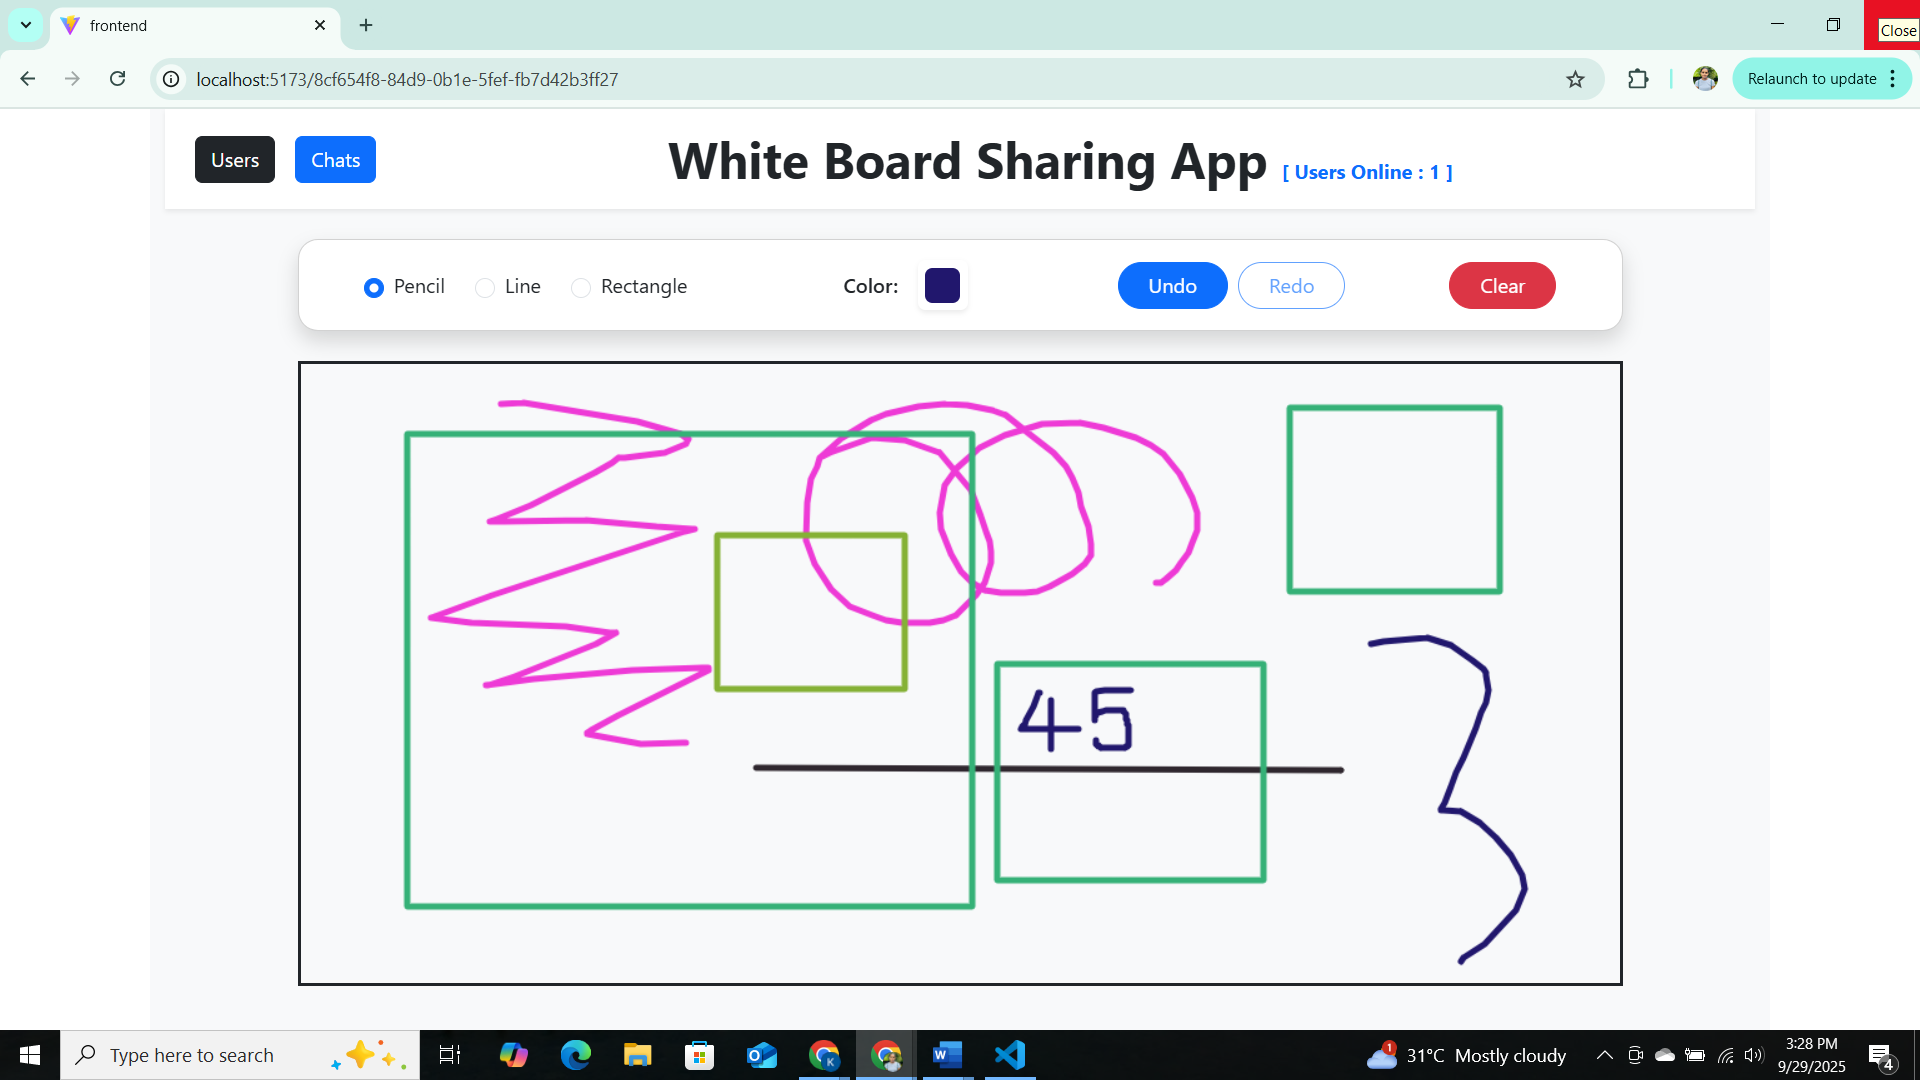 frontend
Close
localhost:5173/8cf654f8-84d9-0b1e-5fef-fb7d42b3ff27
Relaunch to update
Users Chats White Board Sharing App [ Users Online : 1 ]
Pencil Line Rectangle Color: Undo Redo Clear
45
Type here to search
31°C Mostly cloudy
3:28 PM
9/29/2025
4